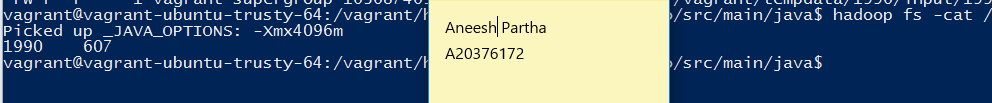 vagrant@vagrant-ubuntu-trusty-64:/vagrant/h /src/main/java$ hadoop fs -cat /
Picked up _JAVA_OPTIONS: -Xmx4096m
1990 607
vagrant@vagrant-ubuntu-trusty-64:/vagrant/h /src/main/java$
Aneesh Partha
A20376172